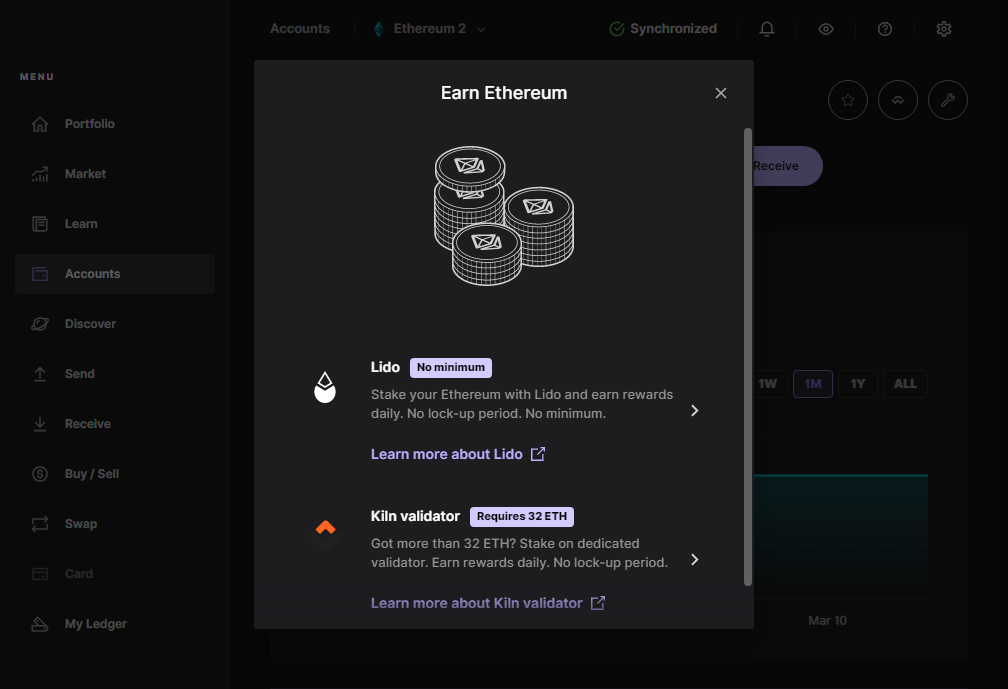 Accounts / Ethereum 2 Synchronized
MENU
Portfolio
Market
Learn
Accounts
Discover
Send
Receive
Buy / Sell
Swap
Card
My Ledger
Earn Ethereum
Lido No minimum
Stake your Ethereum with Lido and earn rewards
daily. No lock-up period. No minimum.
Learn more about Lido
Kiln validator Requires 32 ETH
Got more than 32 ETH? Stake on dedicated
validator. Earn rewards daily. No lock-up period.
Learn more about Kiln validator
Receive
1W 1M 1Y ALL
Mar 10